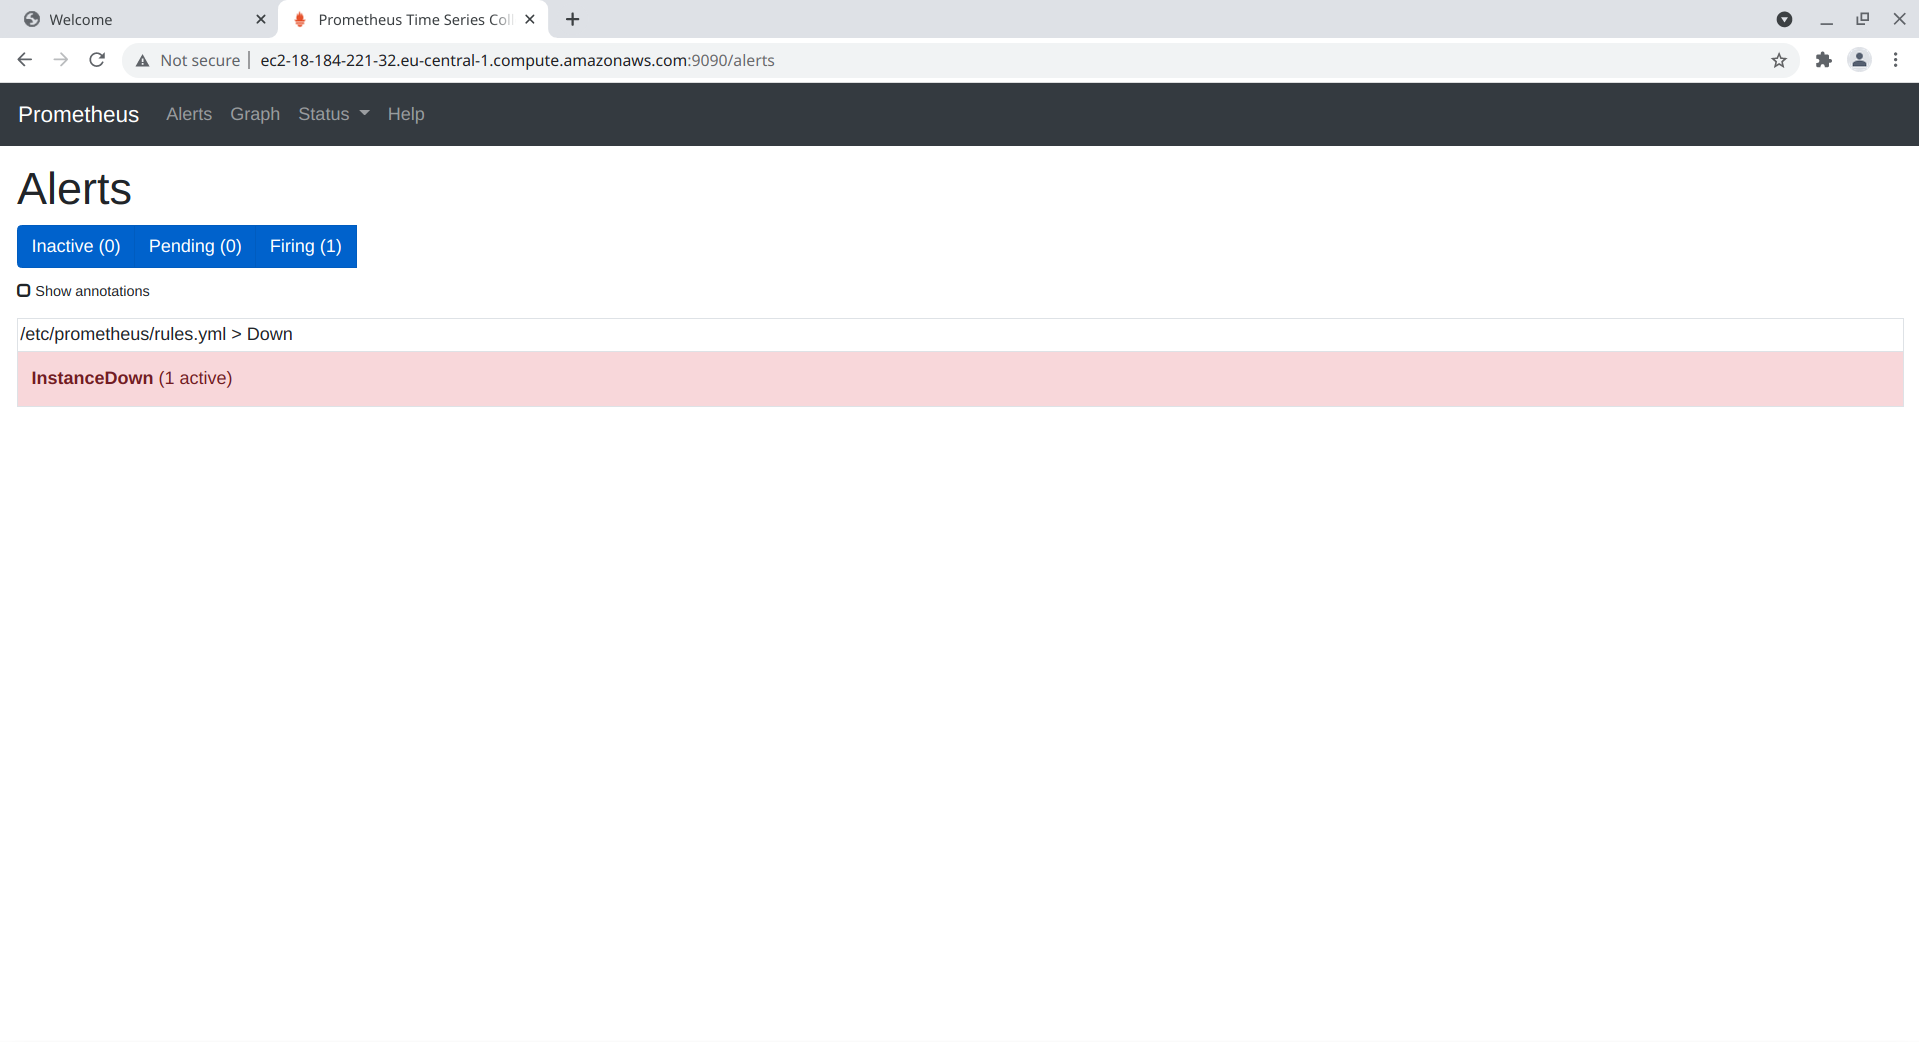 Welcome
Prometheus Time Series Coll
Not secure
ec2-18-184-221-32.eu-central-1.compute.amazonaws.com:9090/alerts
Prometheus Alerts Graph Status Help
Alerts
Inactive (0) Pending (0) Firing (1)
Show annotations
/etc/prometheus/rules.yml > Down
InstanceDown (1 active)